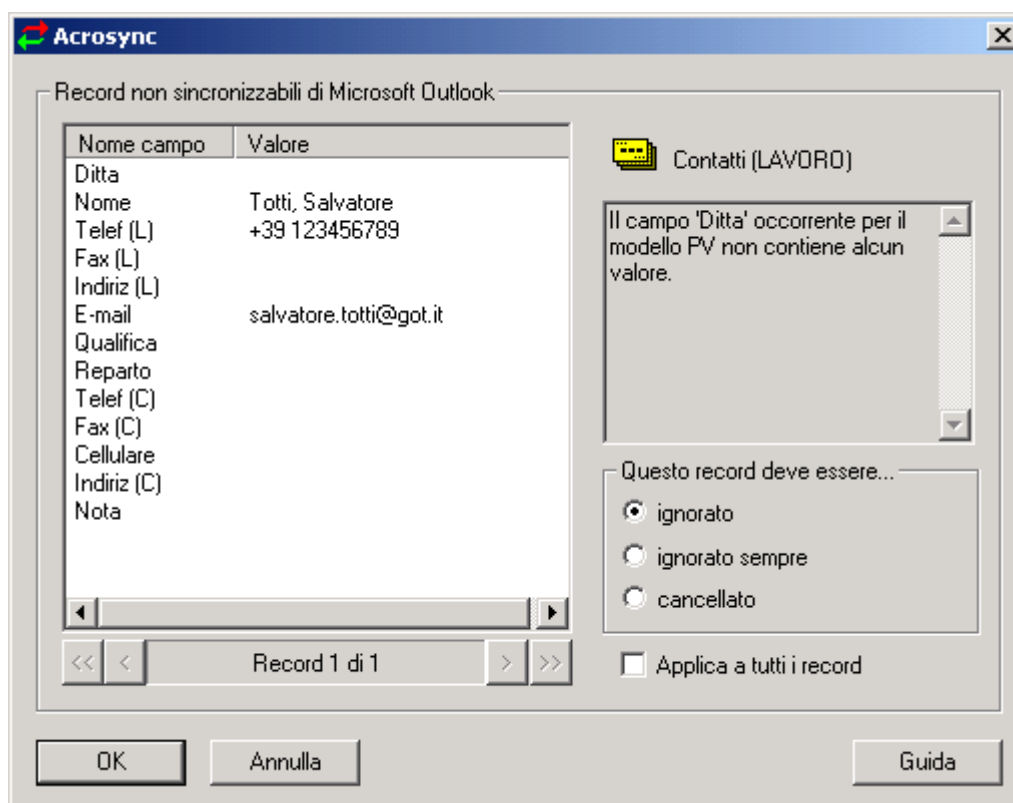 Acrosync
Record non sincronizzabili di Microsoft Outlook
Nome campo Valore
Ditta
Nome Totti, Salvatore
Telef (L) +39 123456789
Fax (L)
Indiriz (L)
E-mail salvatore.totti@got.it
Qualifica
Reparto
Telef (C)
Fax (C)
Cellulare
Indiriz (C)
Nota
<< < Record 1 di 1 > >>
Contatti (LAVORO)
Il campo 'Ditta' occorrente per il
modello PV non contiene alcun
valore.
Questo record deve essere...
ignorato
ignorato sempre
cancellato
Applica a tutti i record
OK Annulla Guida